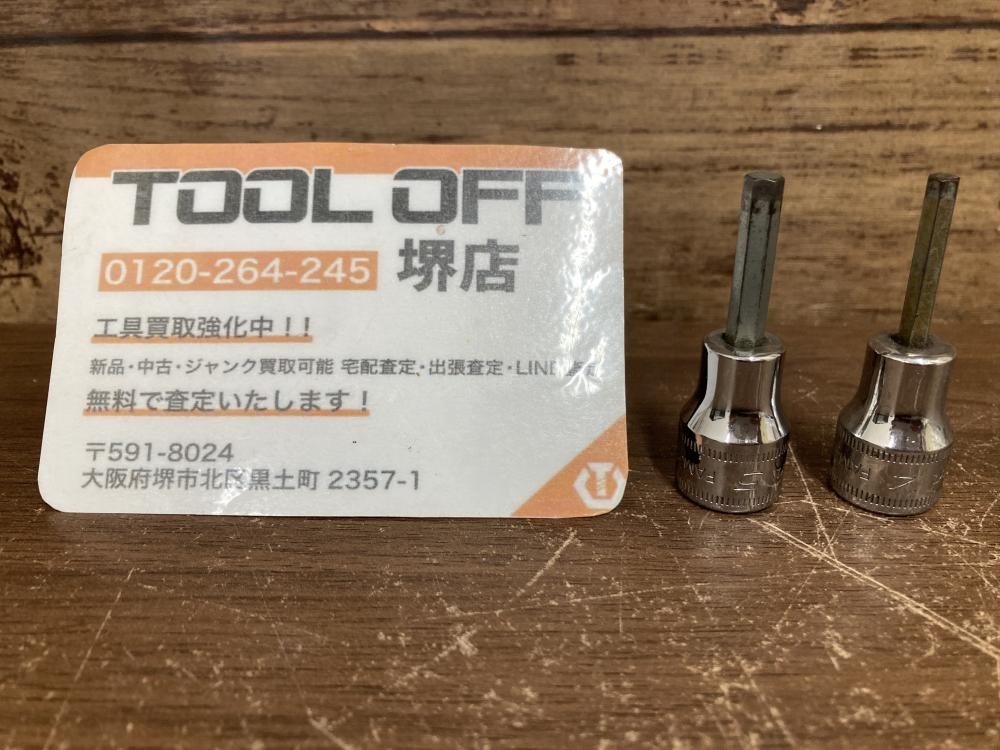 TOOL OFF
0120-264-245 堺店
工具買取強化中!!
新品・中古・ジャンク買取可能 宅配査定・出張査定・LINE
無料で査定いたします!
〒591-8024
大阪府堺市北区黒土町 2357-1